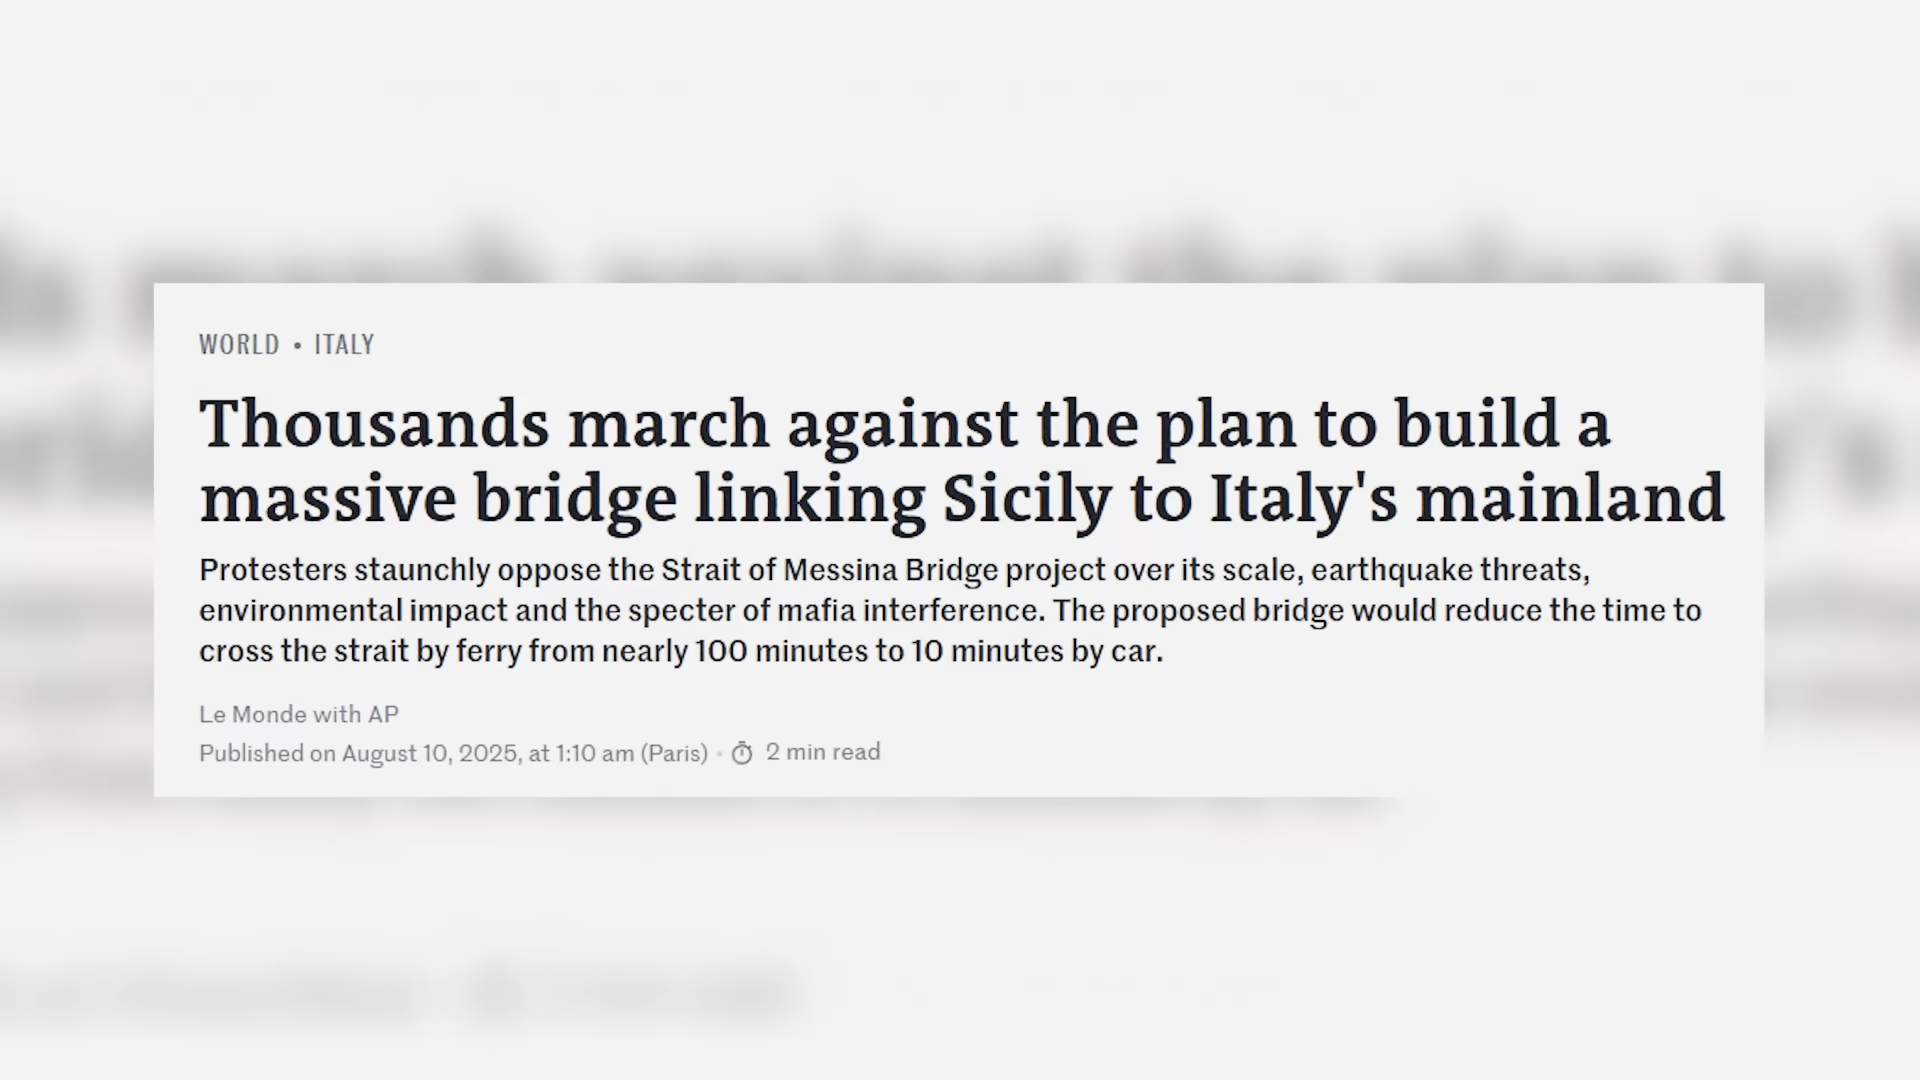 WORLD • ITALY
Thousands march against the plan to build a
massive bridge linking Sicily to Italy's mainland
Protesters staunchly oppose the Strait of Messina Bridge project over its scale, earthquake threats,
environmental impact and the specter of mafia interference. The proposed bridge would reduce the time to
cross the strait by ferry from nearly 100 minutes to 10 minutes by car.
Le Monde with AP
Published on August 10, 2025, at 1:10 am (Paris) • 2 min read